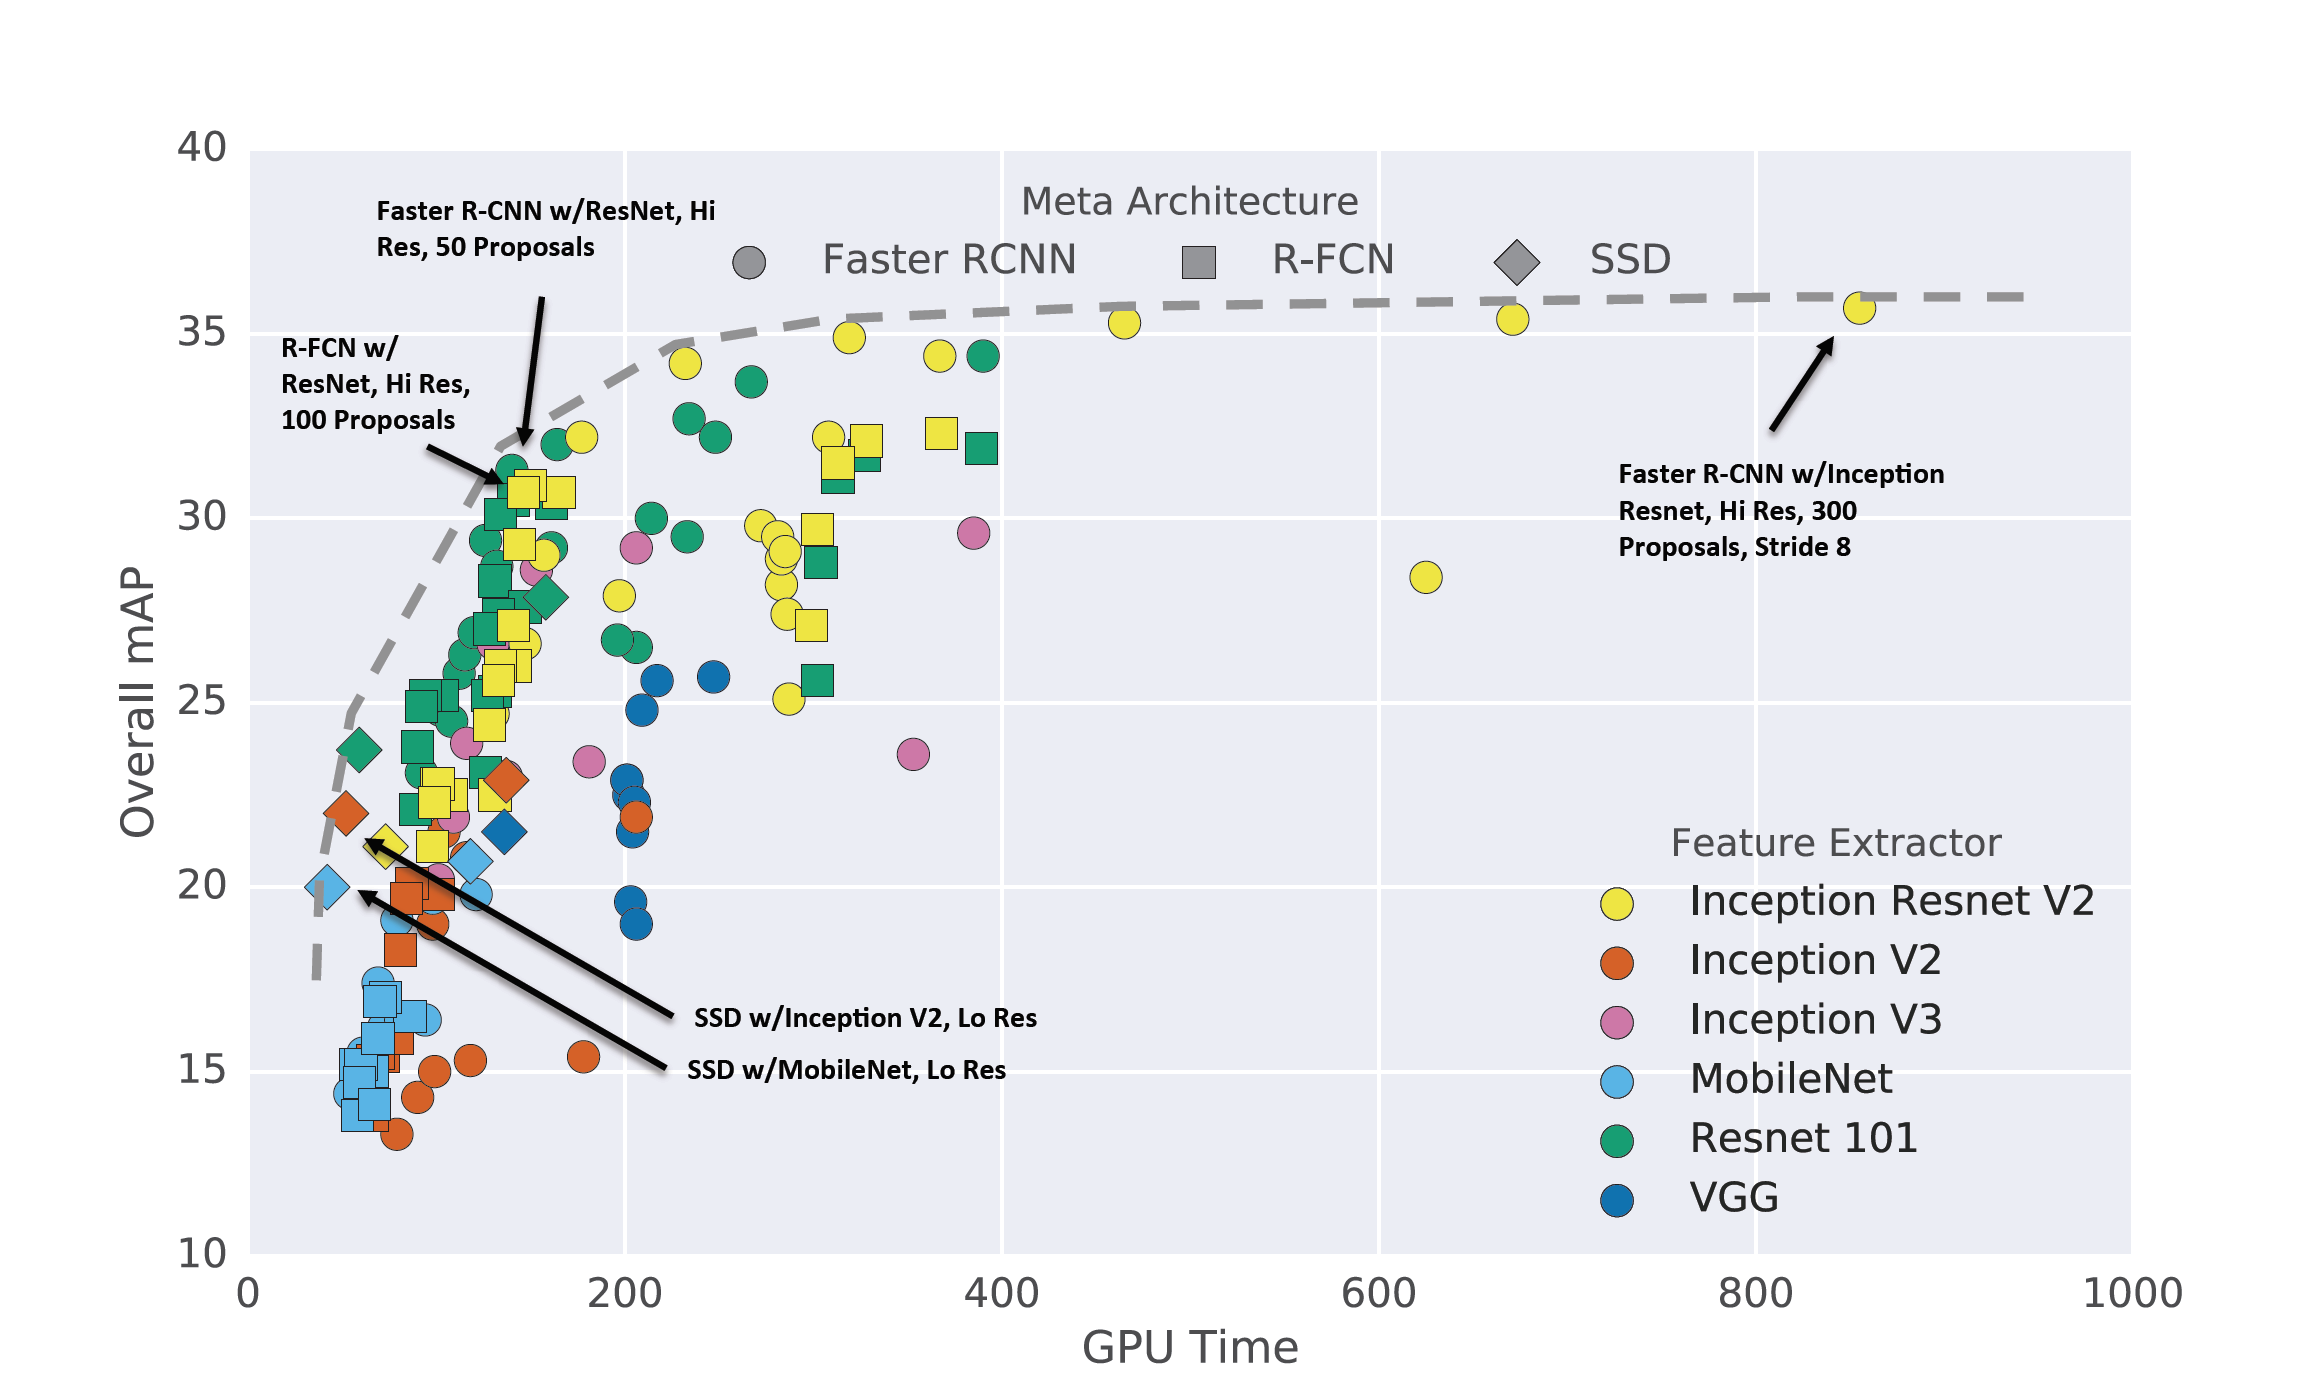 40
35
30
25
20
15
10
0
200
400
600
800
1000
Overall mAP
GPU Time
Meta Architecture
Faster RCNN
R-FCN
SSD
Faster R-CNN w/ResNet, Hi
Res, 50 Proposals
R-FCN w/
ResNet, Hi Res,
100 Proposals
Faster R-CNN w/Inception
Resnet, Hi Res, 300
Proposals, Stride 8
SSD w/Inception V2, Lo Res
SSD w/MobileNet, Lo Res
Feature Extractor
Inception Resnet V2
Inception V2
Inception V3
MobileNet
Resnet 101
VGG